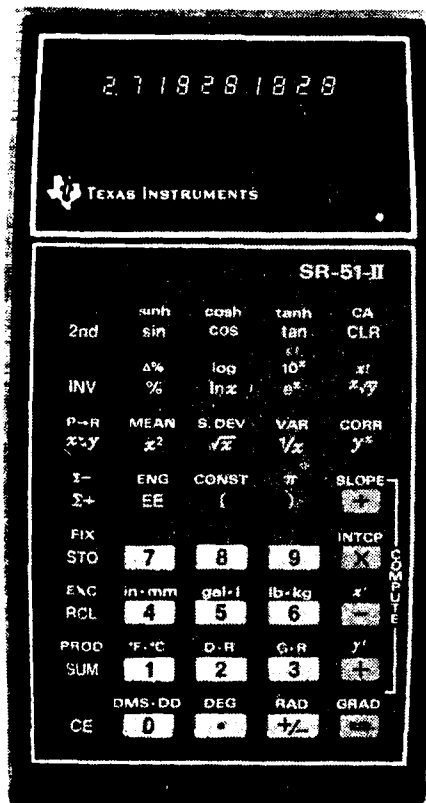 2.718281828
TEXAS INSTRUMENTS
SR-51-II
sinh cosh tanh CA
2nd sin cos tan CLR
Δ% log 10ˣ x!
INV % lnx eˣ ˣ√y
P→R MEAN S. DEV VAR CORR
x⇄y x² √x 1/x yˣ
Σ− ENG CONST π SLOPE
Σ+ EE ( ) ÷
FIX INTCP
STO 7 8 9 ×
EXC in·mm gal·l lb·kg x'
RCL 4 5 6 −
PROD °F·°C D·R G·R y'
SUM 1 2 3 +
DMS·DD DEG RAD GRAD
CE 0 • +/− =
COMPUTE